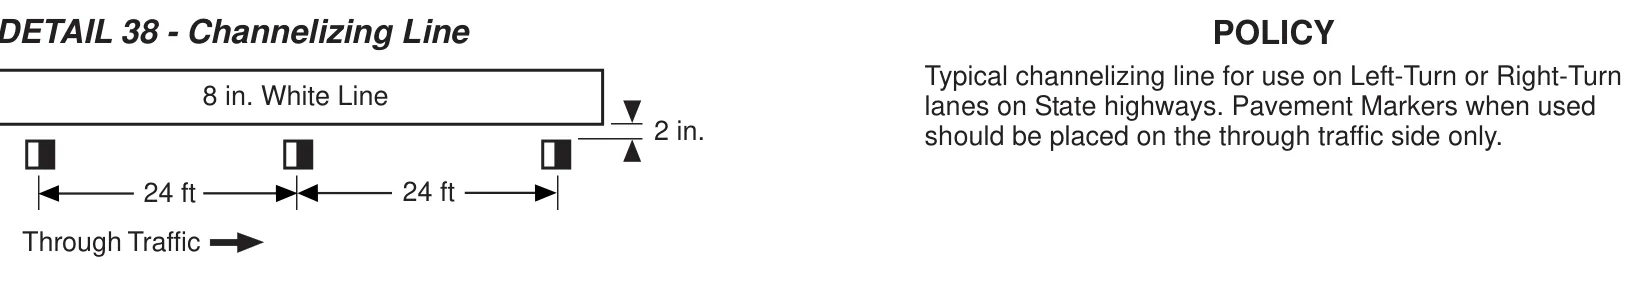 DETAIL 38 - Channelizing Line
8 in. White Line
2 in.
24 ft
24 ft
Through Traffic
POLICY
Typical channelizing line for use on Left-Turn or Right-Turn
lanes on State highways. Pavement Markers when used
should be placed on the through traffic side only.